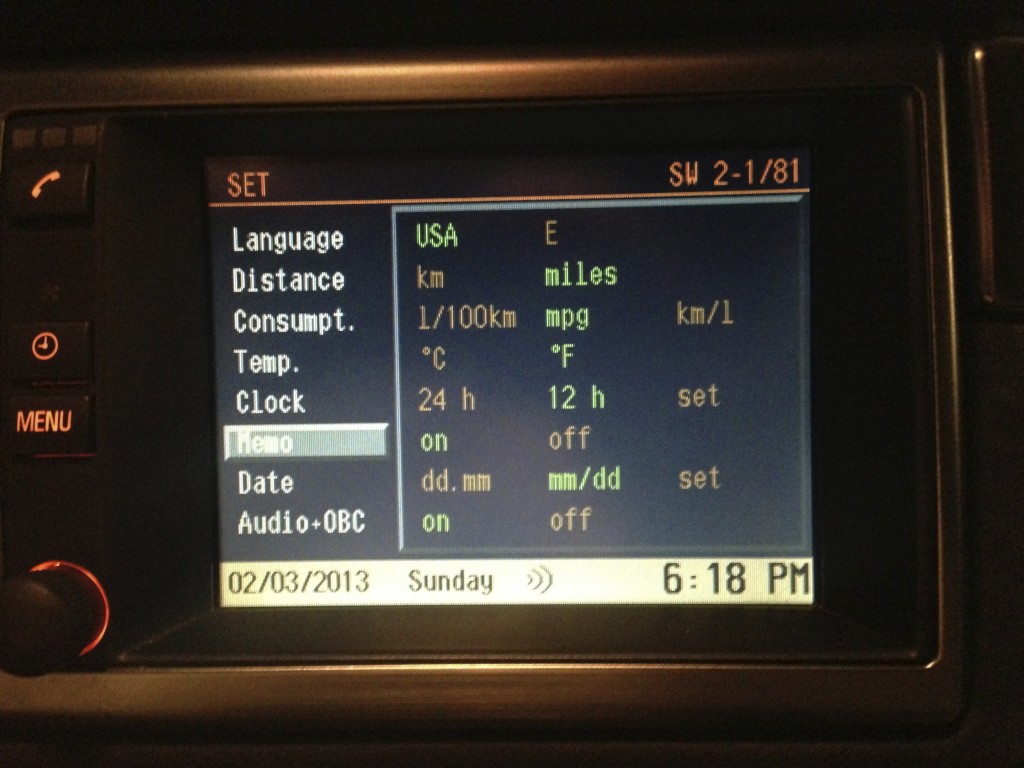 SET SW 2-1/81
Language USA E
Distance km miles
Consumpt. l/100km mpg km/l
Temp. °C °F
Clock 24 h 12 h set
MENU
Memo on off
Date dd.mm mm/dd set
Audio+OBC on off
02/03/2013 Sunday 6:18 PM